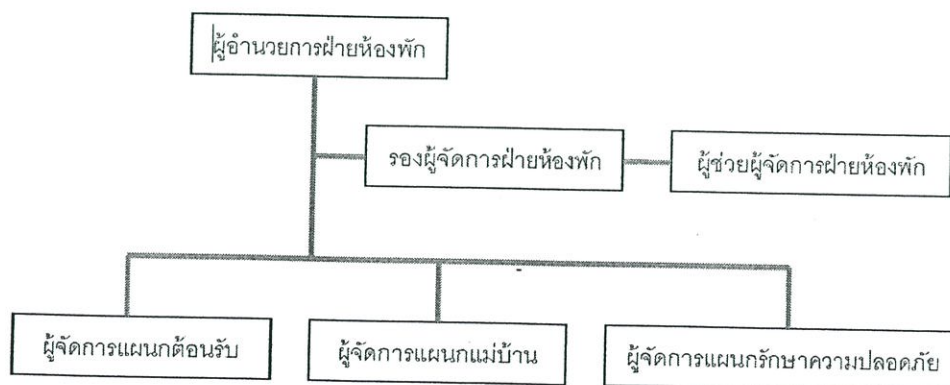 ผู้อำนวยการฝ่ายห้องพัก
รองผู้จัดการฝ่ายห้องพัก
ผู้ช่วยผู้จัดการฝ่ายห้องพัก
ผู้จัดการแผนกต้อนรับ
ผู้จัดการแผนกแม่บ้าน
ผู้จัดการแผนกรักษาความปลอดภัย